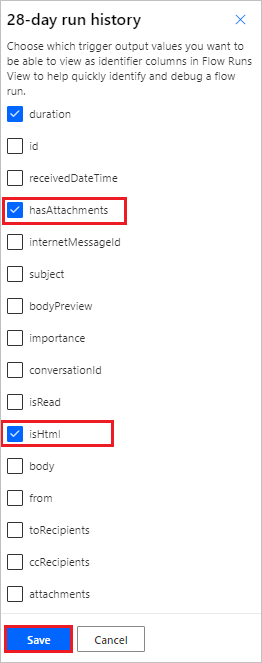 28-day run history
Choose which trigger output values you want to
be able to view as identifier columns in Flow Runs
View to help quickly identify and debug a flow
run.
duration
id
receivedDateTime
hasAttachments
internetMessageId
subject
bodyPreview
importance
conversationId
isRead
isHtml
body
from
toRecipients
ccRecipients
attachments
Save
Cancel